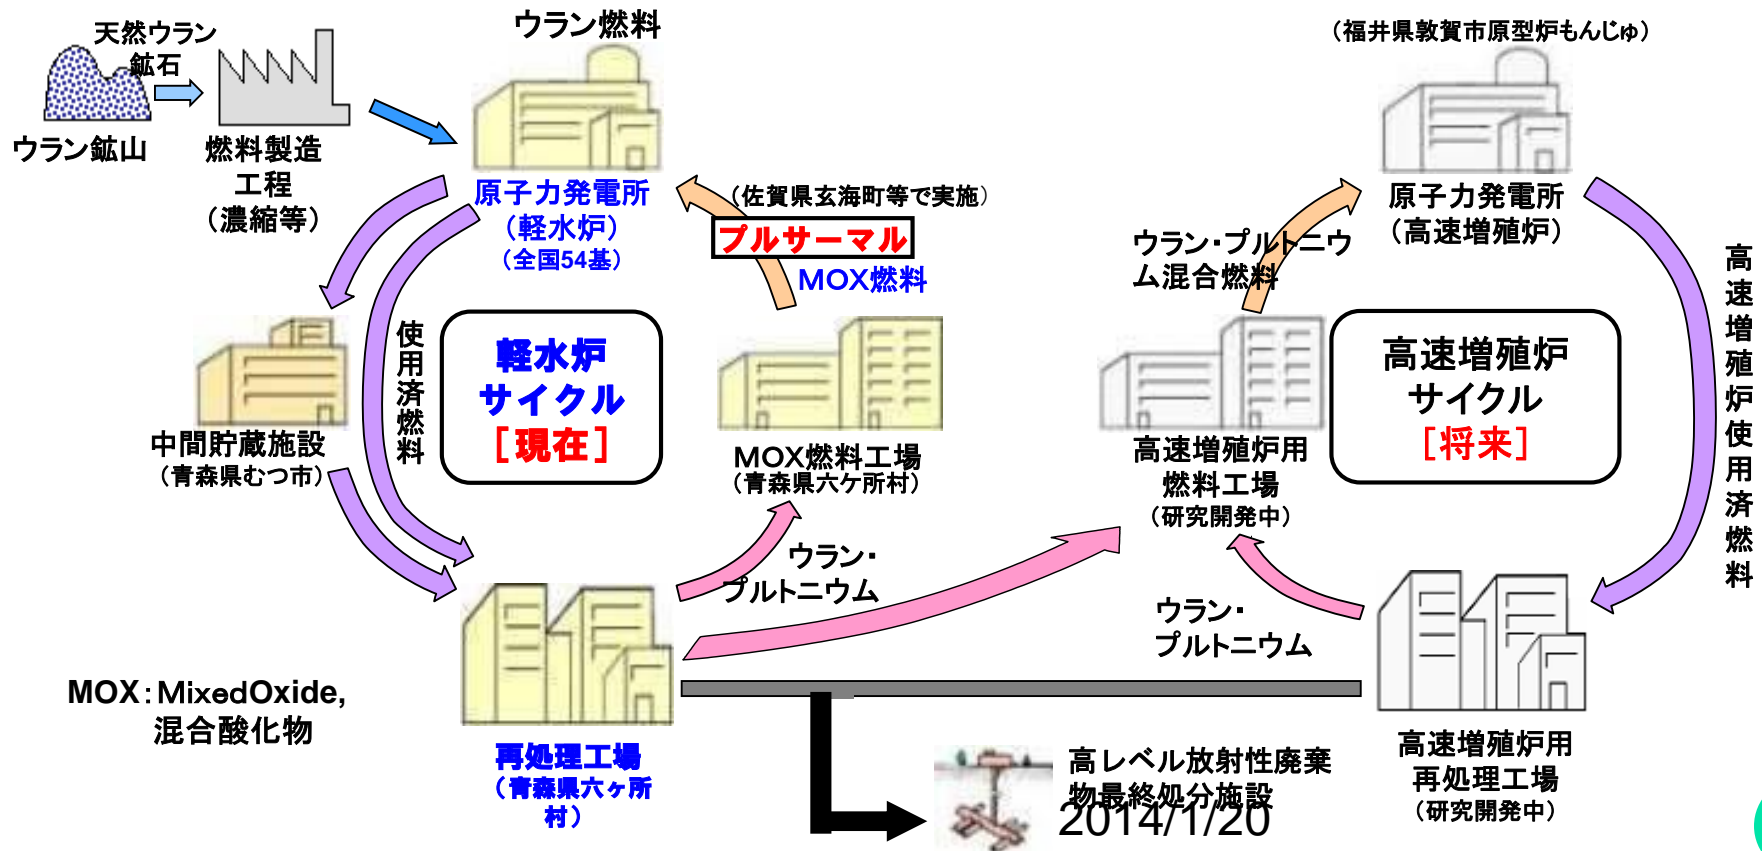 天然ウラン
鉱石
ウラン鉱山
燃料製造
工程
（濃縮等）
ウラン燃料
原子力発電所
（軽水炉）
（全国54基）
（佐賀県玄海町等で実施）
プルサーマル
MOX燃料
使用済燃料
軽水炉
サイクル
［現在］
中間貯蔵施設
（青森県むつ市）
MOX燃料工場
（青森県六ケ所村）
ウラン・
プルトニウム
再処理工場
（青森県六ヶ所
村）
MOX：MixedOxide,
混合酸化物
（福井県敦賀市原型炉もんじゅ）
原子力発電所
（高速増殖炉）
ウラン・プルトニウ
ム混合燃料
高速増殖炉
サイクル
［将来］
高速増殖炉使用済燃料
高速増殖炉用
燃料工場
（研究開発中）
ウラン・
プルトニウム
高速増殖炉用
再処理工場
（研究開発中）
高レベル放射性廃棄
物最終処分施設
2014/1/20